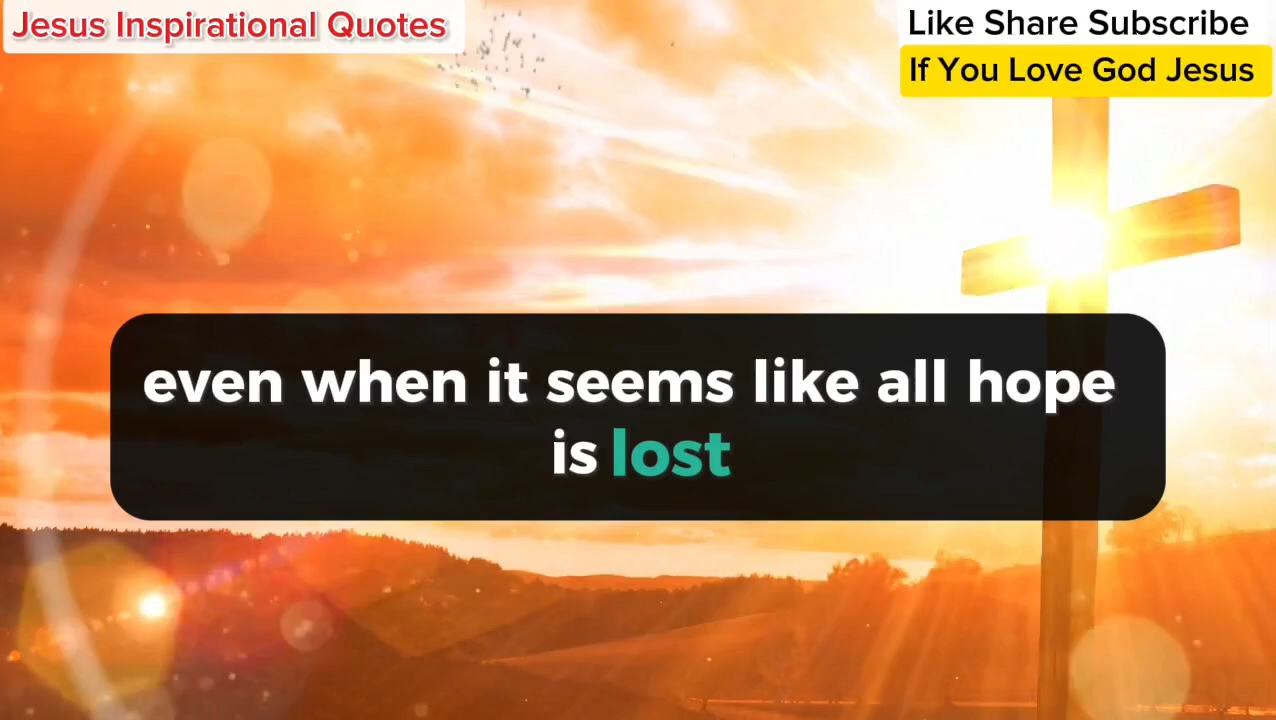 Jesus Inspirational Quotes
Like Share Subscribe
If You Love God Jesus
even when it seems like all hope
is lost